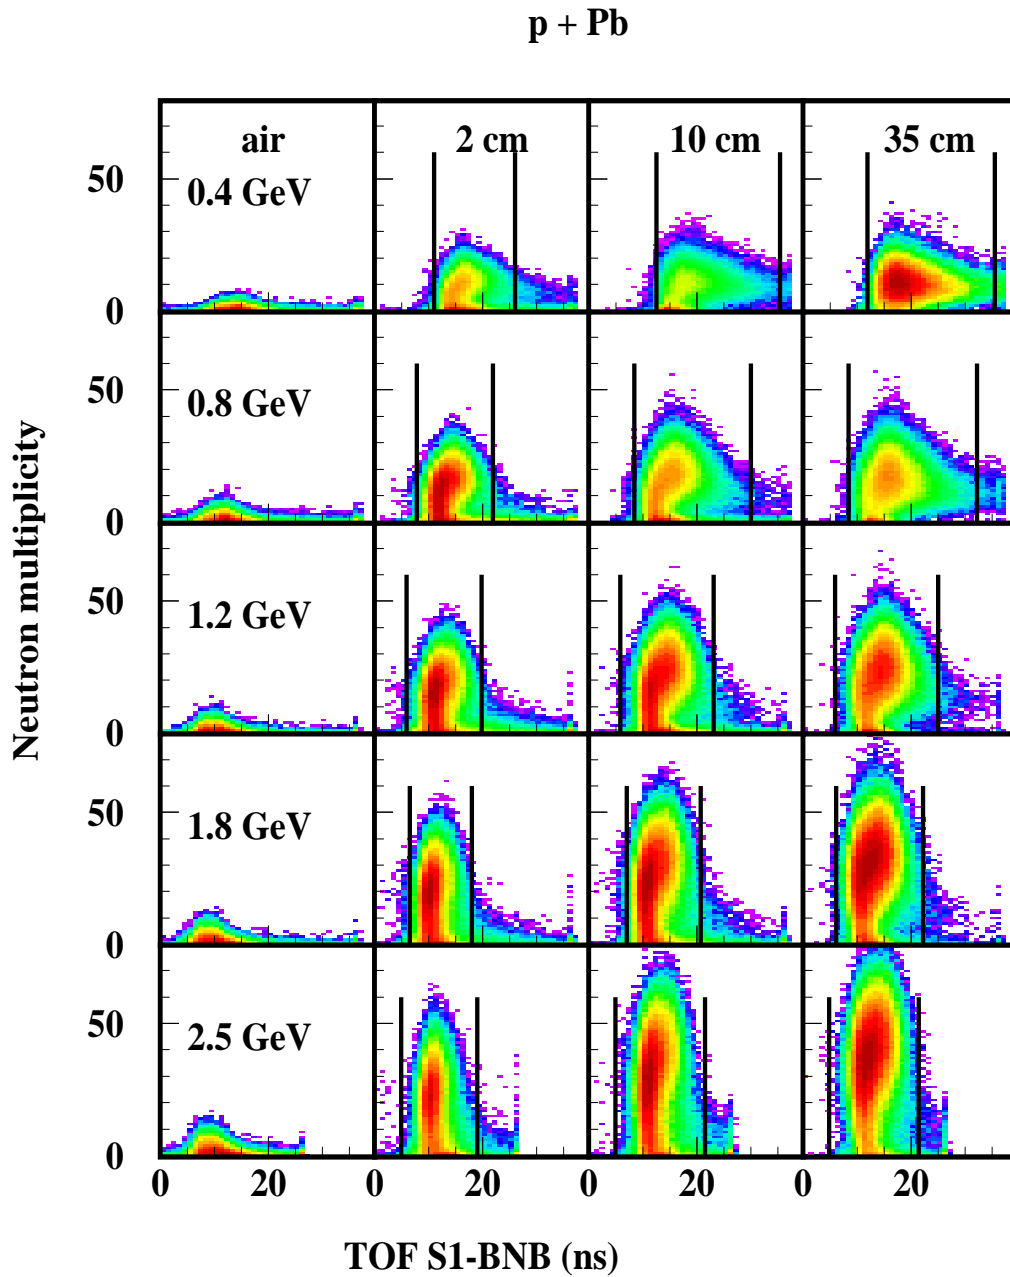 p + Pb
air 2 cm 10 cm 35 cm
50 0.4 GeV
0
50 0.8 GeV
0
50 1.2 GeV
0
50 1.8 GeV
0
50 2.5 GeV
0
0 20 0 20 0 20 0 20
Neutron multiplicity
TOF S1-BNB (ns)